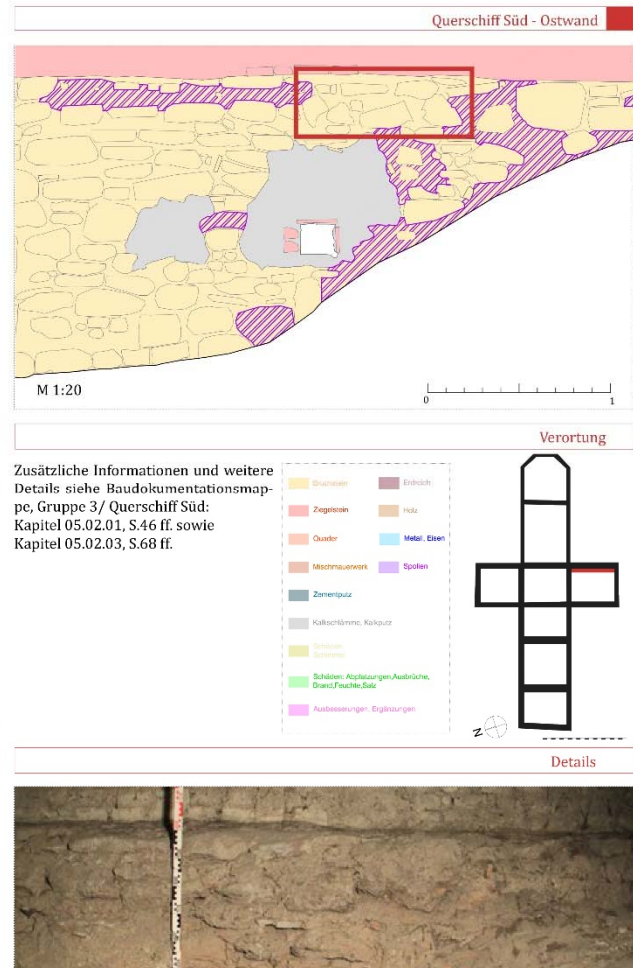 Querschiff Süd - Ostwand
M 1:20
0
1
Verortung
Zusätzliche Informationen und weitere
Details siehe Baudokumentationsmap-
pe, Gruppe 3/ Querschiff Süd:
Kapitel 05.02.01, S.46 ff. sowie
Kapitel 05.02.03, S.68 ff.
Erdreich
Ziegelstein
Holz
Quader
Metall, Eisen
Mischmauerwerk
Spolien
Zementputz
Kalkschlämme, Kalkputz
Schäden: Abplatzungen,Ausbrüche,
Brand,Feuchte,Salz
Ausbesserungen, Ergänzungen
Z
Details